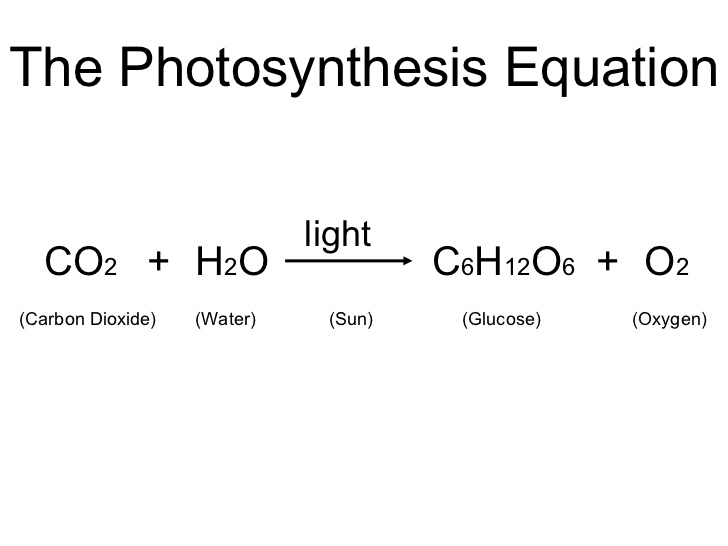 The Photosynthesis Equation
light
CO2 + H2O C6H12O6 + O2
(Carbon Dioxide) (Water) (Sun) (Glucose) (Oxygen)